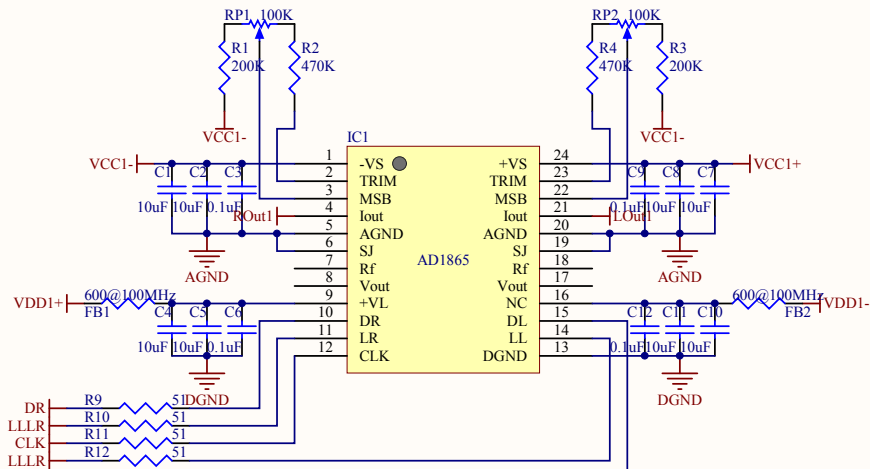 RP1 100K
R1
200K
R2
470K
VCC1-
RP2 100K
R4
470K
R3
200K
VCC1-
IC1
VCC1-
C1
C2
C3
10uF
10uF
0.1uF
ROut1
AGND
1
2
3
4
5
6
7
8
9
10
11
12
-VS
TRIM
MSB
Iout
AGND
SJ
Rf
Vout
+VL
DR
LR
CLK
AD1865
+VS
TRIM
MSB
Iout
AGND
SJ
Rf
Vout
NC
DL
LL
DGND
24
23
22
21
20
19
18
17
16
15
14
13
VCC1+
C9
C8
C7
0.1uF
10uF
10uF
LOut1
AGND
VDD1+
600@100MHz
FB1
C4
C5
C6
10uF
10uF
0.1uF
DGND
C12
C11
C10
0.1uF
10uF
10uF
600@100MHz
FB2
VDD1-
DGND
DR
R9
51
LLLR
R10
51
CLK
R11
51
LLLR
R12
51